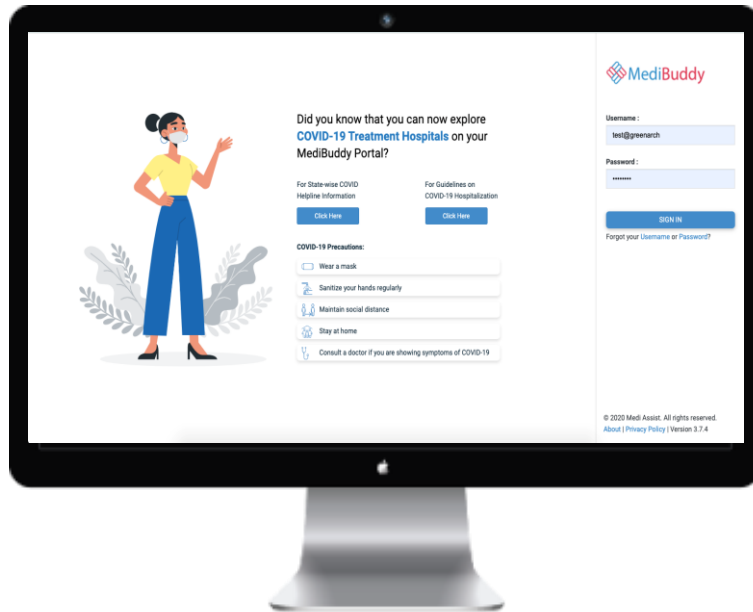 Did you know that you can now explore
COVID-19 Treatment Hospitals on your
MediBuddy Portal?
For State-wise COVID
Helpline Information
Click Here
For Guidelines on
COVID-19 Hospitalization
Click Here
COVID-19 Precautions:
Wear a mask
Sanitize your hands regularly
Maintain social distance
Stay at home
Consult a doctor if you are showing symptoms of COVID-19
MediBuddy
Username :
test@greenarch
Password :
••••••••
SIGN IN
Forgot your Username or Password?
© 2020 Medi Assist. All rights reserved.
About | Privacy Policy | Version 3.7.4